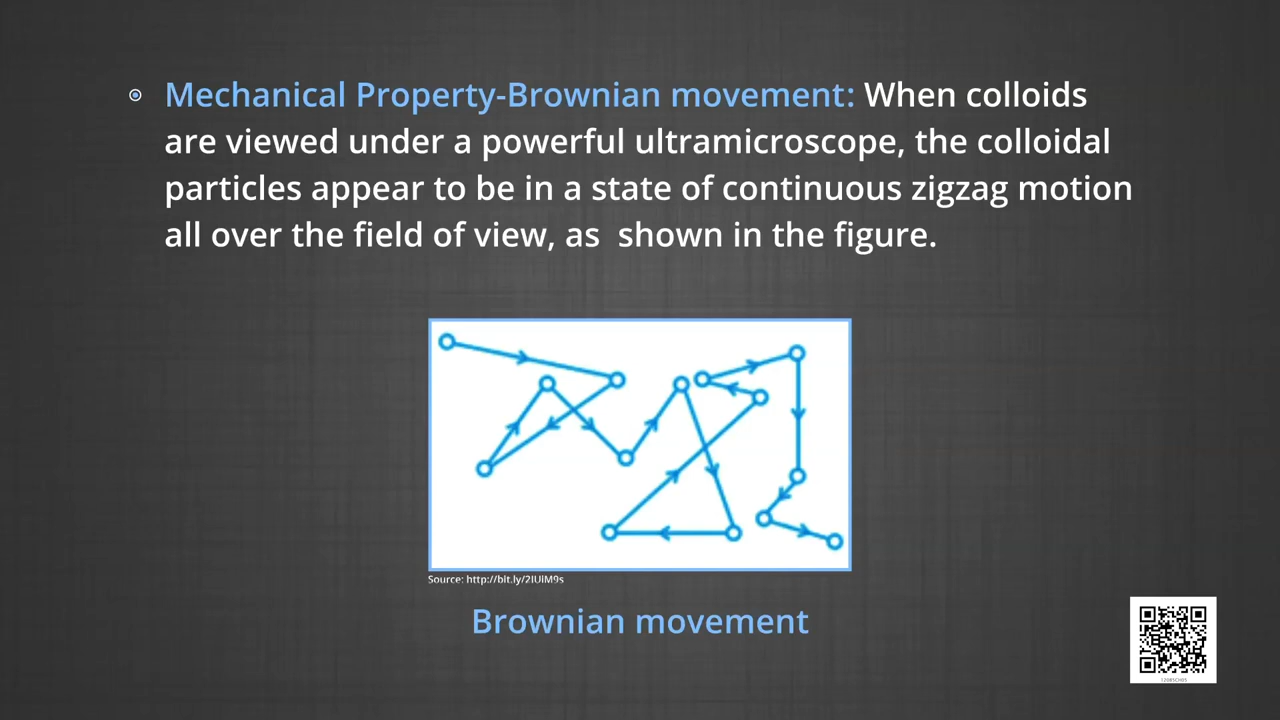 Mechanical Property-Brownian movement: When colloids
are viewed under a powerful ultramicroscope, the colloidal
particles appear to be in a state of continuous zigzag motion
all over the field of view, as  shown in the figure.
Source: http://bit.ly/2IUiM9s
Brownian movement
1208SCH05